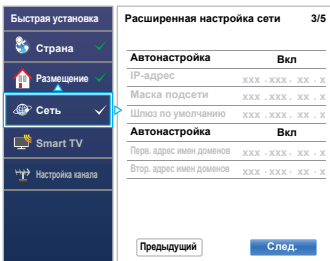 Быстрая установка
Страна
Размещение
Сеть
Smart TV
Настройка канала
Расширенная настройка сети 3/5
Автонастройка Вкл
IP-адрес xxx . xxx . xx . x
Маска подсети xxx . xxx . xx . x
Шлюз по умолчанию xxx . xxx . xx . x
Автонастройка Вкл
Перв. адрес имен доменов xxx . xxx . xx . x
Втор. адрес имен доменов xxx . xxx . xx . x
Предыдущий След.